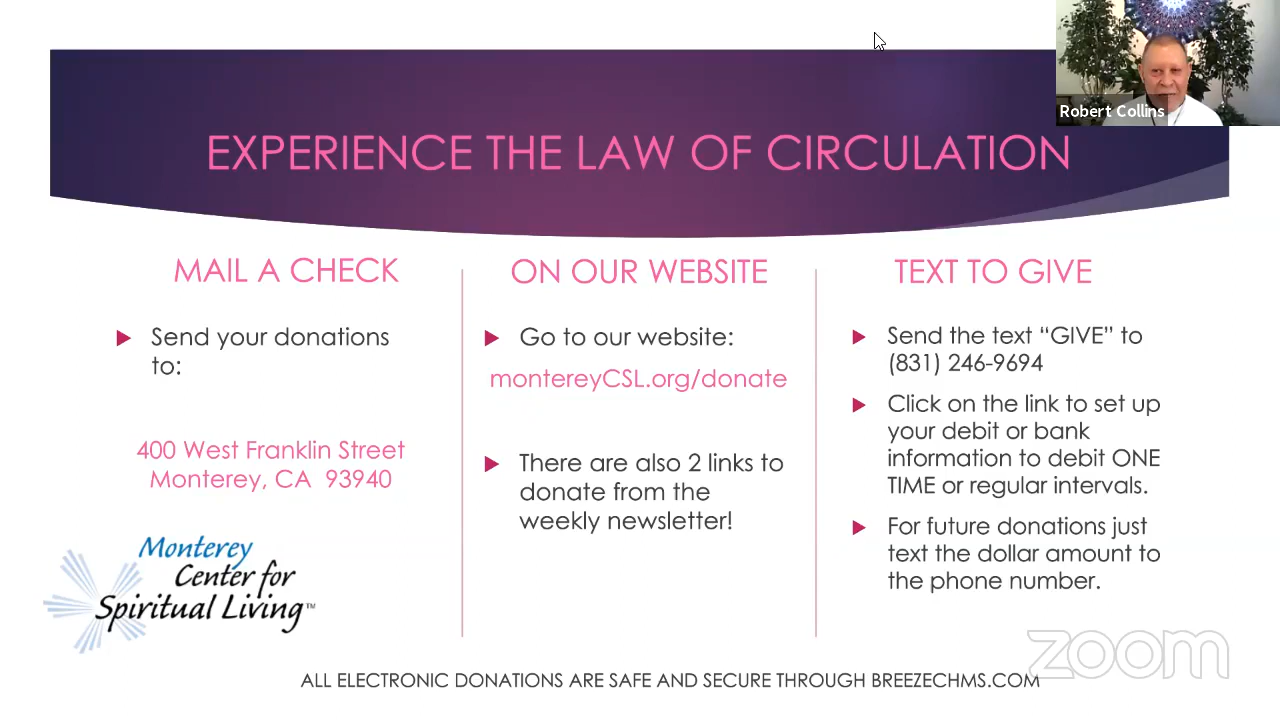 Robert Collins
EXPERIENCE THE LAW OF CIRCULATION
MAIL A CHECK
Send your donations
to:
400 West Franklin Street
Monterey, CA  93940
Monterey
Center for
Spiritual Living™
ON OUR WEBSITE
Go to our website:
montereyCSL.org/donate
There are also 2 links to
donate from the
weekly newsletter!
TEXT TO GIVE
Send the text “GIVE” to
(831) 246-9694
Click on the link to set up
your debit or bank
information to debit ONE
TIME or regular intervals.
For future donations just
text the dollar amount to
the phone number.
zoom
ALL ELECTRONIC DONATIONS ARE SAFE AND SECURE THROUGH BREEZECHMS.COM